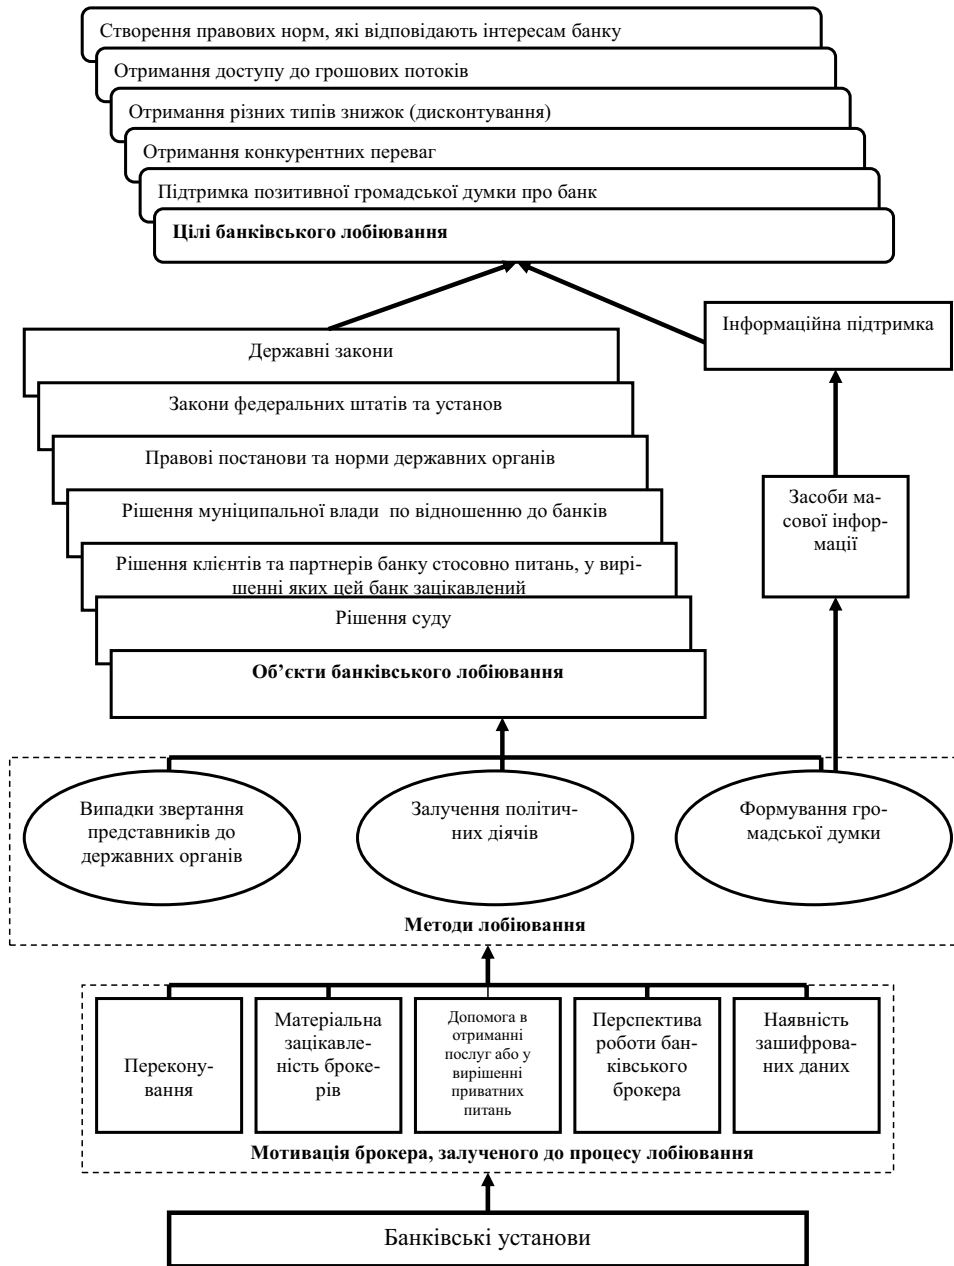 Створення правових норм, які відповідають інтересам банку
Отримання доступу до грошових потоків
Отримання різних типів знижок (дисконтування)
Отримання конкурентних переваг
Підтримка позитивної громадської думки про банк
Цілі банківського лобіювання
Інформаційна підтримка
Державні закони
Закони федеральних штатів та установ
Правові постанови та норми державних органів
Рішення муніципальної влади по відношенню до банків
Рішення клієнтів та партнерів банку стосовно питань, у вирі-
шенні яких цей банк зацікавлений
Рішення суду
Об’єкти банківського лобіювання
Засоби ма-
сової інфор-
мації
Випадки звертання
представників до
державних органів
Залучення політич-
них діячів
Формування гро-
мадської думки
Методи лобіювання
Перекону-
вання
Матеріальна
зацікавле-
ність броке-
рів
Допомога в
отриманні
послуг або у
вирішенні
приватних
питань
Перспектива
роботи бан-
ківського
брокера
Наявність
зашифрова-
них даних
Мотивація брокера, залученого до процесу лобіювання
Банківські установи